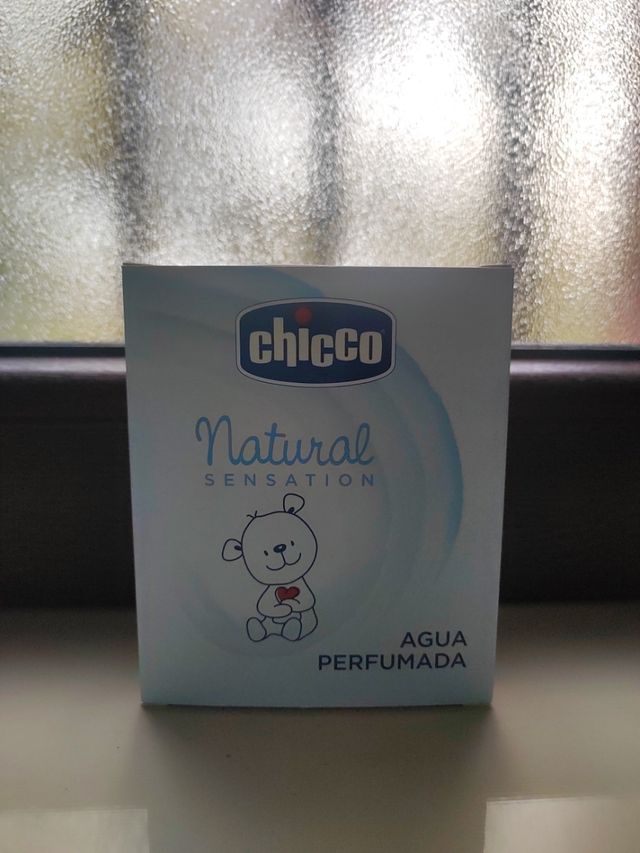 chicco
Natural
SENSATION
AGUA
PERFUMADA